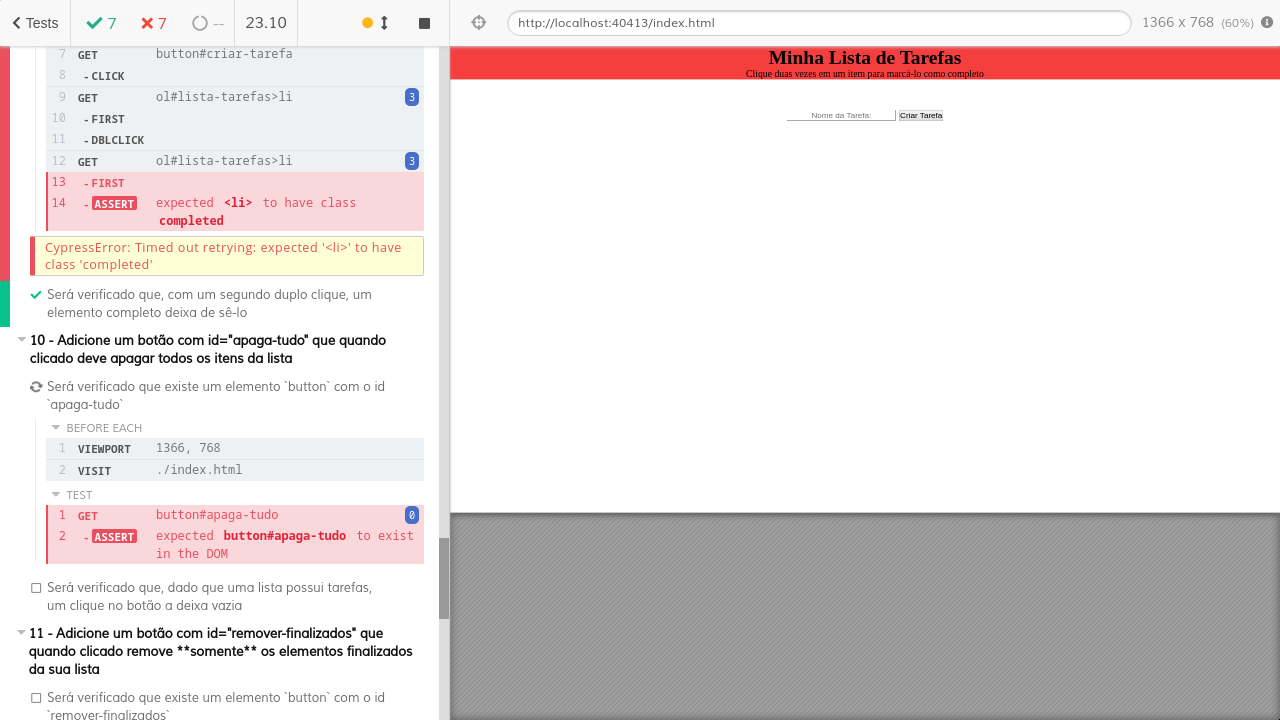 Tests
7
7
--
23.10
http://localhost:40413/index.html
1366 x 768 (60%)
7 GET button#criar-tarefa
8 -CLICK
9 GET ol#lista-tarefas>li 3
10 -FIRST
11 -DBLCLICK
12 GET ol#lista-tarefas>li 3
13 -FIRST
14 -ASSERT expected <li> to have class
completed
CypressError: Timed out retrying: expected '<li>' to have
class 'completed'
Será verificado que, com um segundo duplo clique, um
elemento completo deixa de sê-lo
10 - Adicione um botão com id="apaga-tudo" que quando
clicado deve apagar todos os itens da lista
Será verificado que existe um elemento `button` com o id
`apaga-tudo`
BEFORE EACH
1 VIEWPORT 1366, 768
2 VISIT ./index.html
TEST
1 GET button#apaga-tudo 0
2 -ASSERT expected button#apaga-tudo to exist
in the DOM
Será verificado que, dado que uma lista possui tarefas,
um clique no botão a deixa vazia
11 - Adicione um botão com id="remover-finalizados" que
quando clicado remove **somente** os elementos finalizados
da sua lista
Será verificado que existe um elemento `button` com o id
`remover-finalizados`
Minha Lista de Tarefas
Clique duas vezes em um item para marcá-lo como completo
Nome da Tarefa: Criar Tarefa